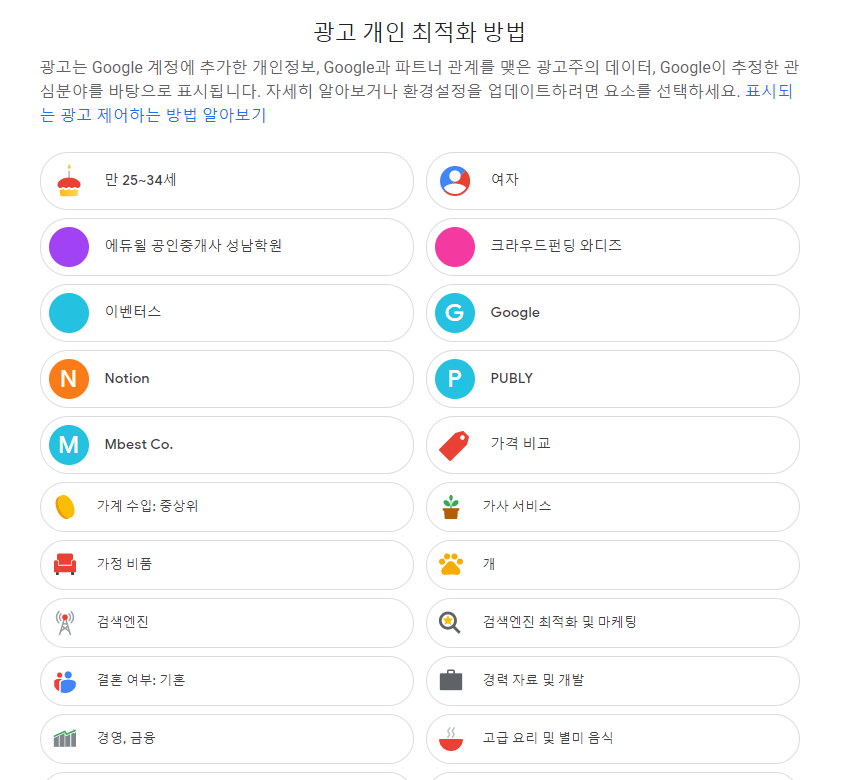 광고 개인 최적화 방법
광고는 Google 계정에 추가한 개인정보, Google과 파트너 관계를 맺은 광고주의 데이터, Google이 추정한 관
심분야를 바탕으로 표시됩니다. 자세히 알아보거나 환경설정을 업데이트하려면 요소를 선택하세요. 표시되
는 광고 제어하는 방법 알아보기
만 25~34세
여자
에듀윌 공인중개사 성남학원
크라우드펀딩 와디즈
이벤터스
G Google
N Notion
P PUBLY
M Mbest Co.
가격 비교
가계 수입: 중상위
가사 서비스
가정 비품
개
검색엔진
검색엔진 최적화 및 마케팅
결혼 여부: 기혼
경력 자료 및 개발
경영, 금융
고급 요리 및 별미 음식